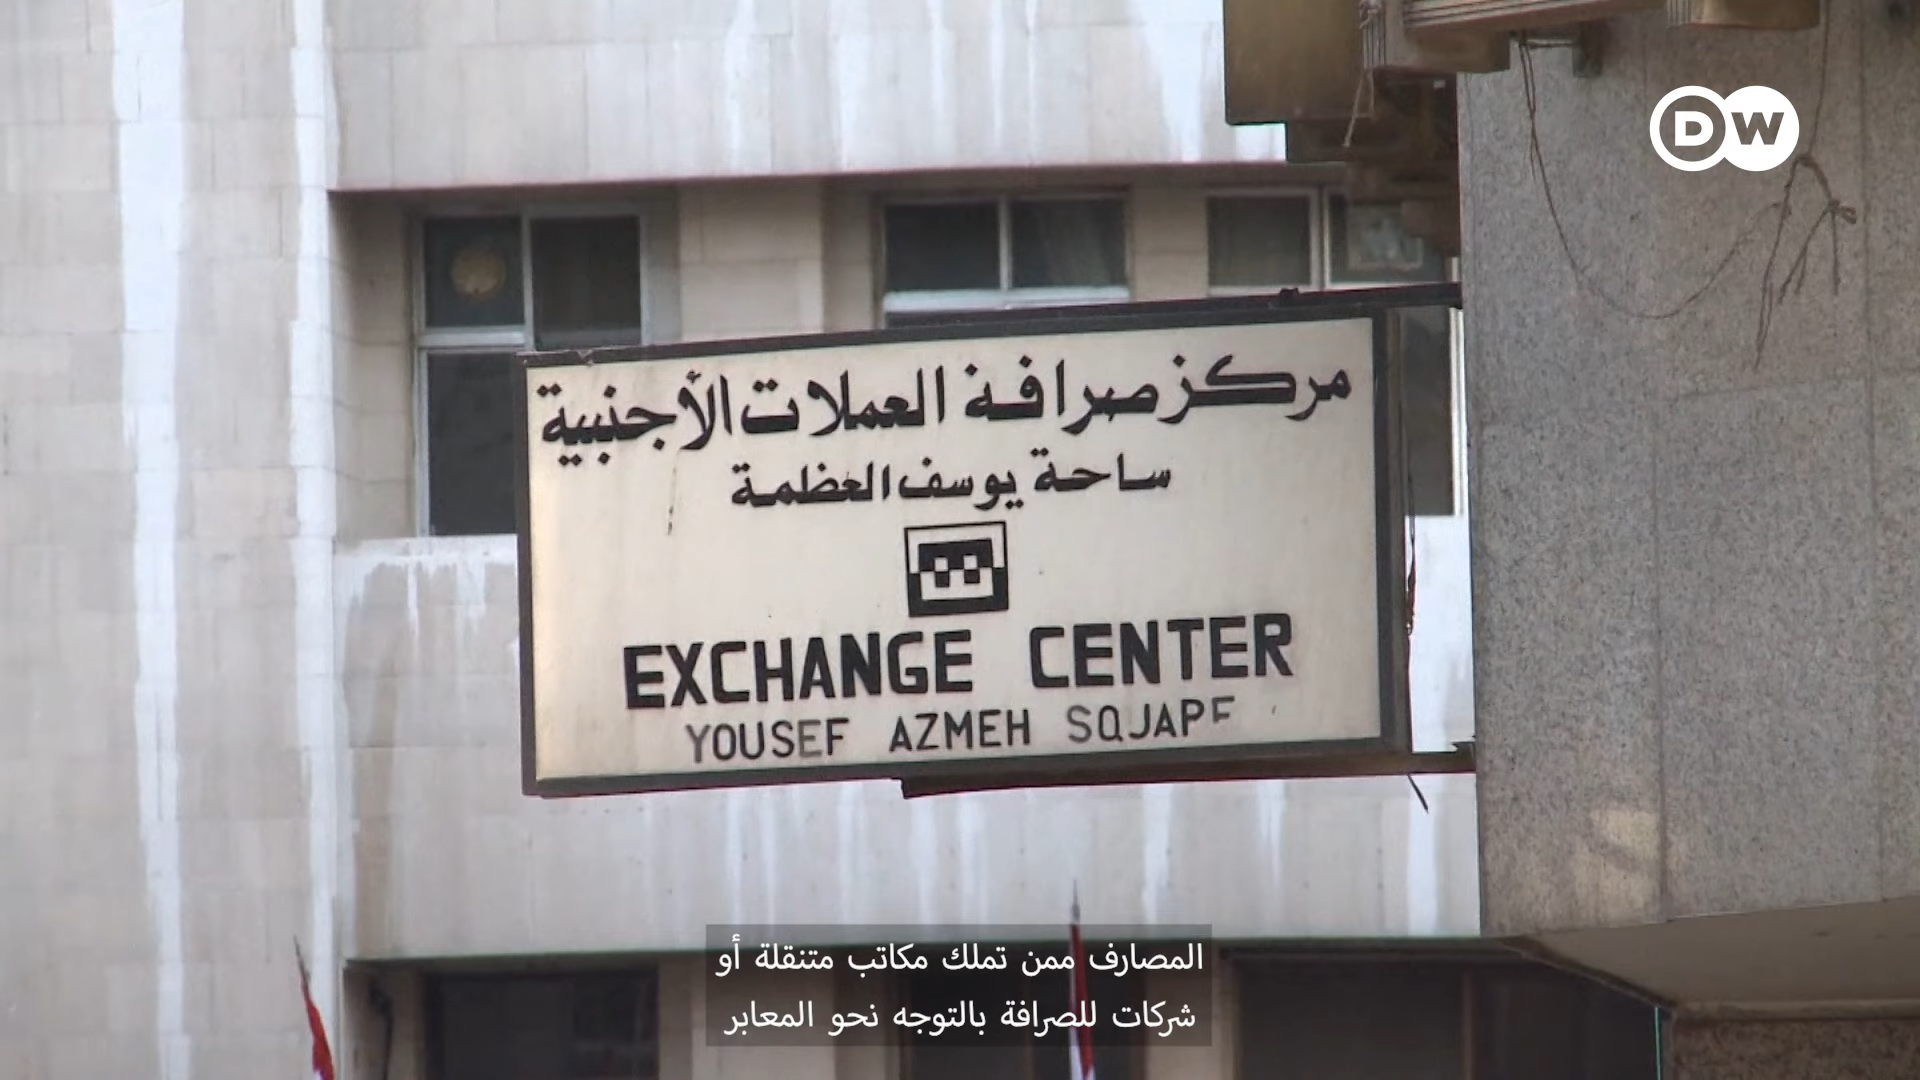 DW
مركز صرافة العملات الأجنبية
ساحة يوسف العظمة
EXCHANGE CENTER
YOUSEF AZMEH SQUARE
المصارف ممن تملك مكاتب متنقلة أو
شركات للصرافة بالتوجه نحو المعابر